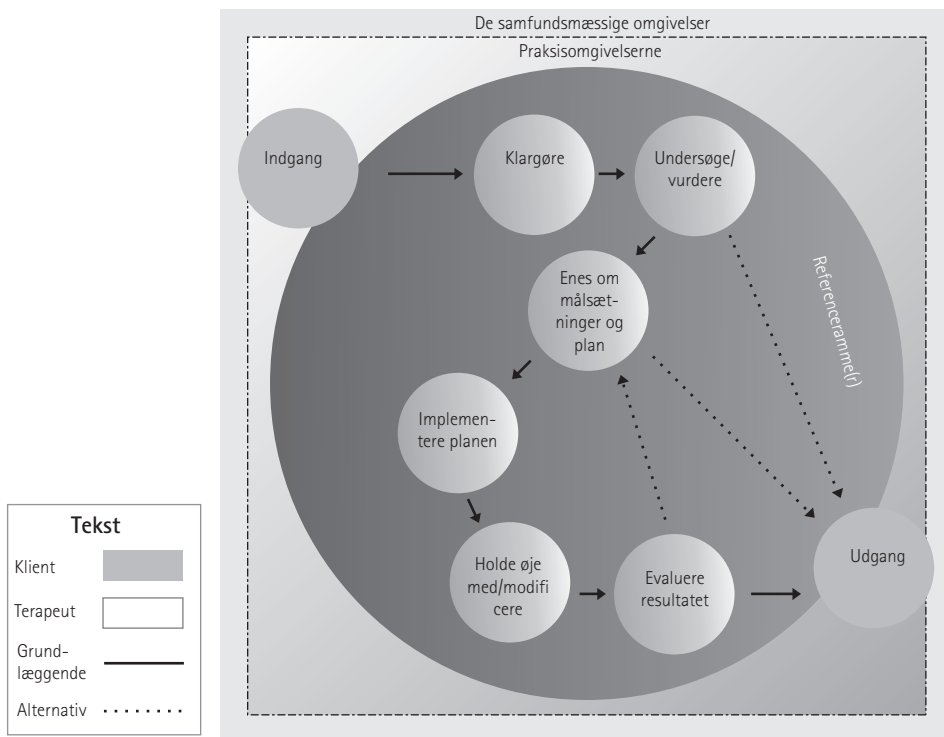 De samfundsmæssige omgivelser
Praksisomgivelserne
Indgang
Klargøre
Undersøge/
vurdere
Referenceramme(r)
Enes om
målsæt-
ninger og
plan
Implemen-
tere planen
Holde øje
med/modifi
cere
Evaluere
resultatet
Udgang
Tekst
Klient
Terapeut
Grund-
læggende
Alternativ